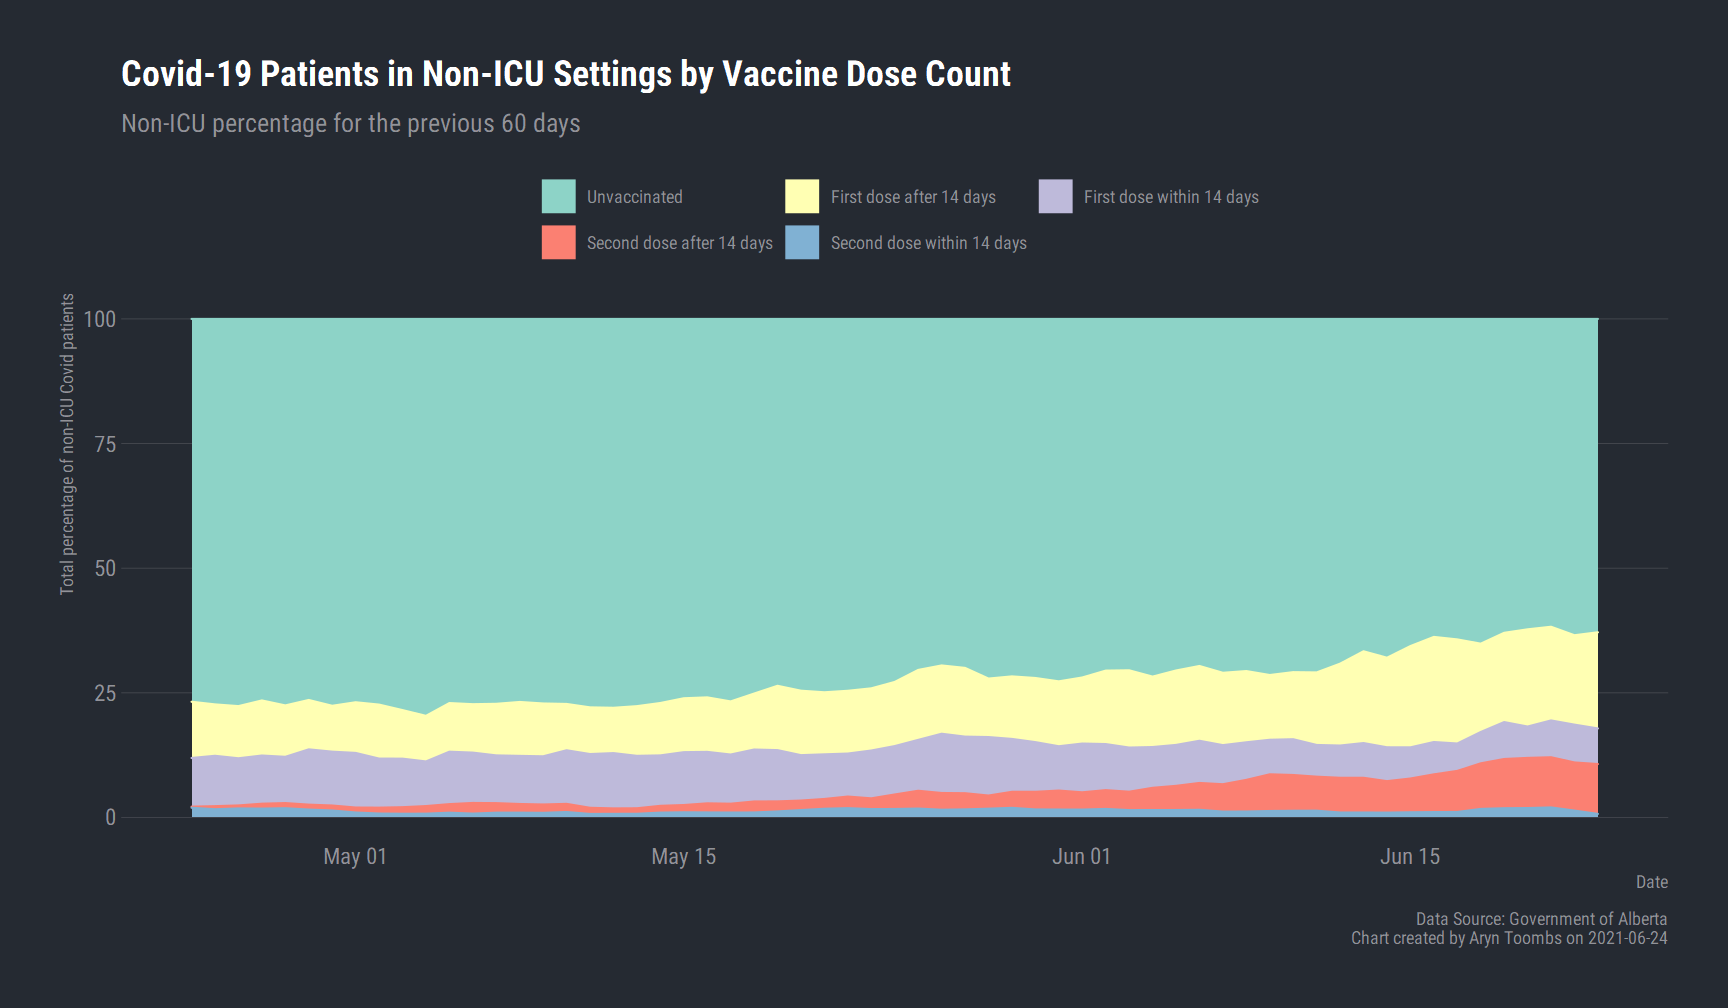 Covid-19 Patients in Non-ICU Settings by Vaccine Dose Count
Non-ICU percentage for the previous 60 days
Unvaccinated
First dose after 14 days
First dose within 14 days
Second dose after 14 days
Second dose within 14 days
Total percentage of non-ICU Covid patients
100
75
50
25
0
May 01
May 15
Jun 01
Jun 15
Date
Data Source: Government of Alberta
Chart created by Aryn Toombs on 2021-06-24